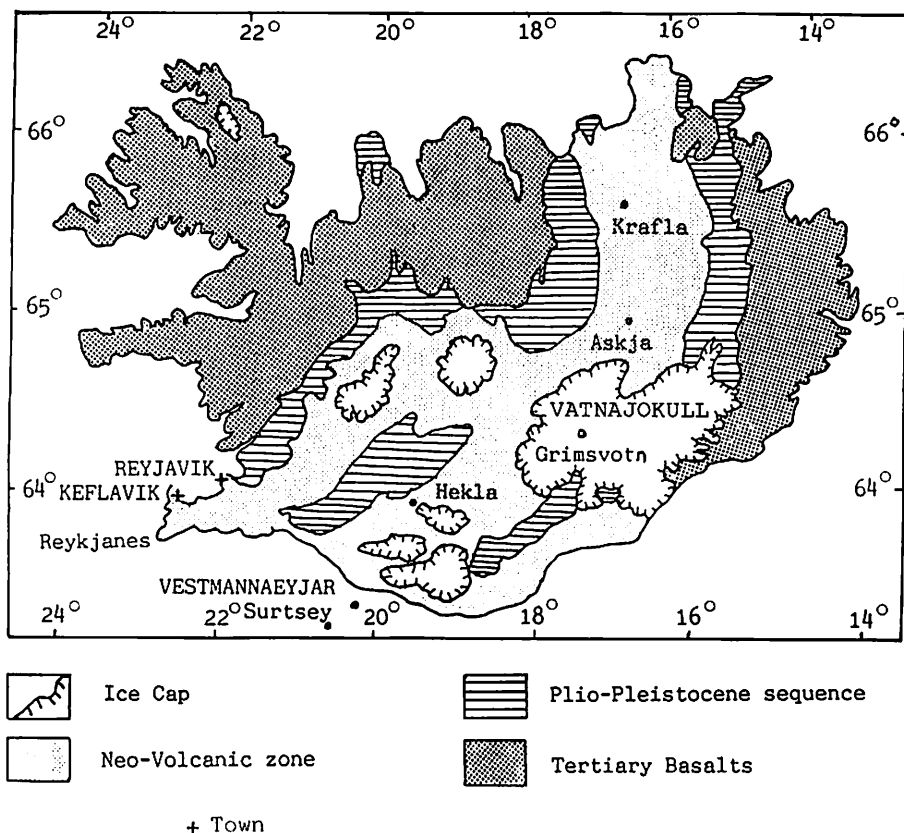 24° 22° 20° 18° 16° 14°
66° 66°
Krafla
65° 65°
Askja
VATNAJOKULL
Grimsvotn
REYJAVIK
KEFLAVIK
64° Hekla 64°
Reykjanes
VESTMANNAEYJAR
Surtsey
24° 22° 20° 18° 16° 14°
Ice Cap
Plio-Pleistocene sequence
Neo-Volcanic zone
Tertiary Basalts
+ Town